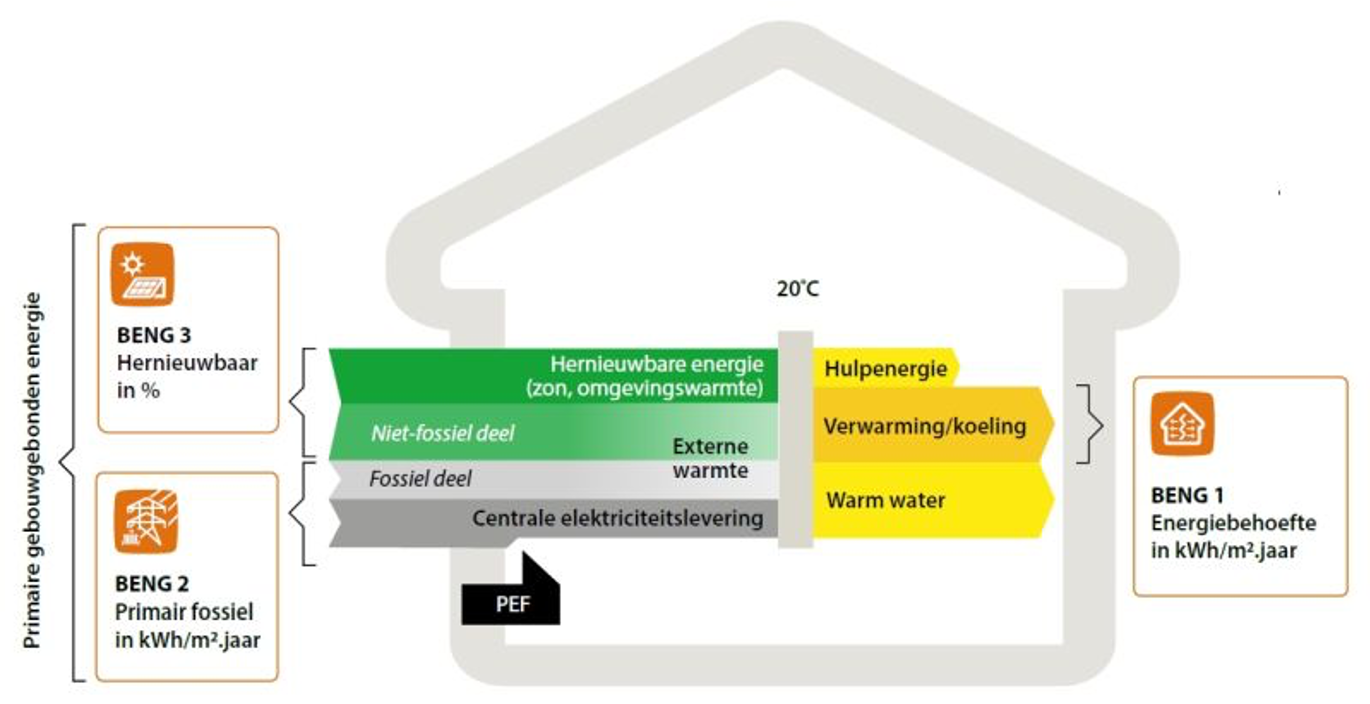 Primaire gebouwgebonden energie
BENG 3
Hernieuwbaar
in %
BENG 2
Primair fossiel
in kWh/m².jaar
20°C
Hernieuwbare energie
(zon, omgevingswarmte)
Niet-fossiel deel
Externe
warmte
Fossiel deel
Centrale elektriciteitslevering
PEF
Hulpenergie
Verwarming/koeling
Warm water
BENG 1
Energiebehoefte
in kWh/m².jaar